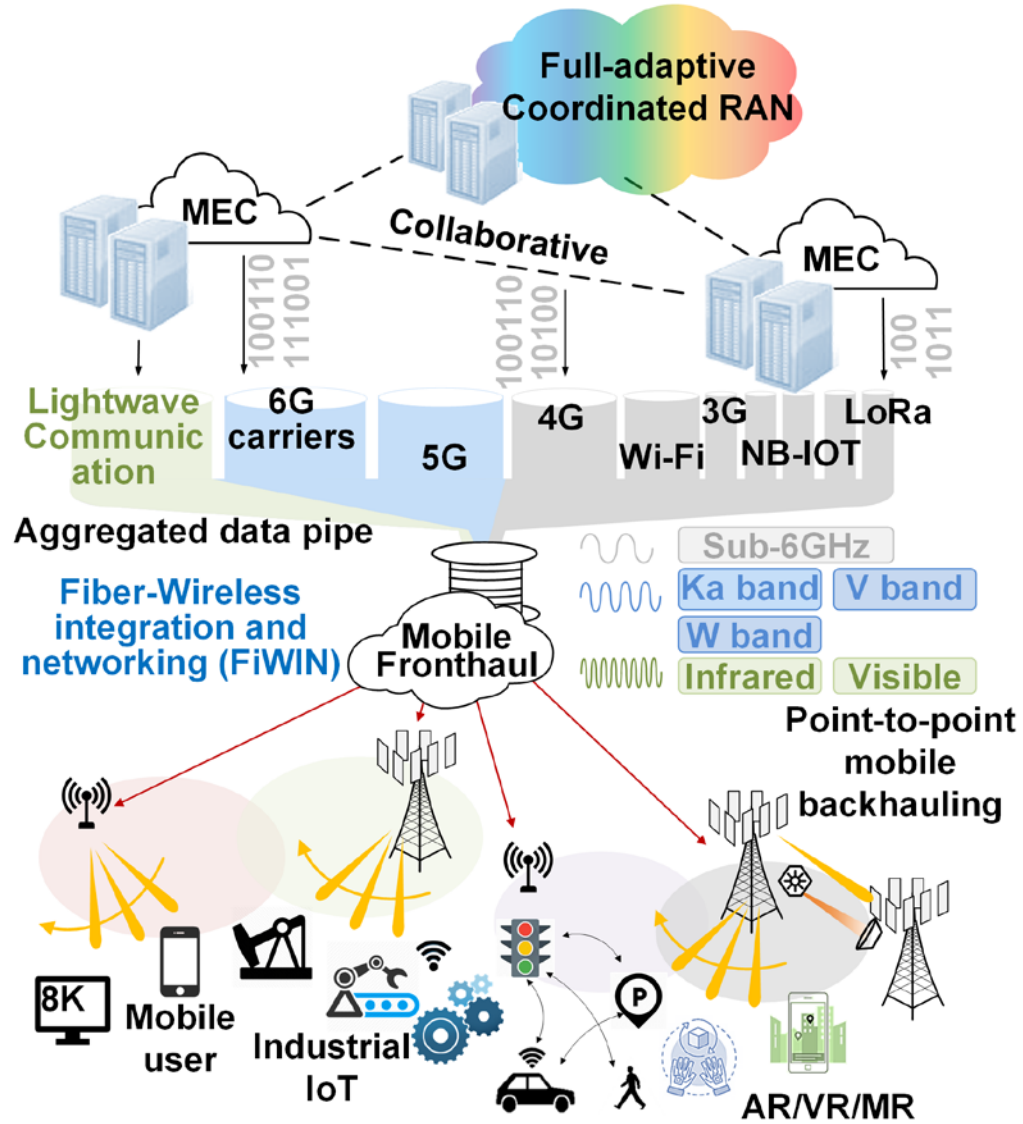 Full-adaptive
Coordinated RAN
MEC
Collaborative
MEC
100110
111001
100110
10100
100
1011
Lightwave
Communic
ation
6G
carriers
5G
4G
Wi-Fi
3G
NB-IOT
LoRa
Aggregated data pipe
Sub-6GHz
Ka band
V band
W band
Infrared
Visible
Fiber-Wireless
integration and
networking (FiWIN)
Mobile
Fronthaul
Point-to-point
mobile
backhauling
8K
Mobile
user
Industrial
IoT
P
AR/VR/MR